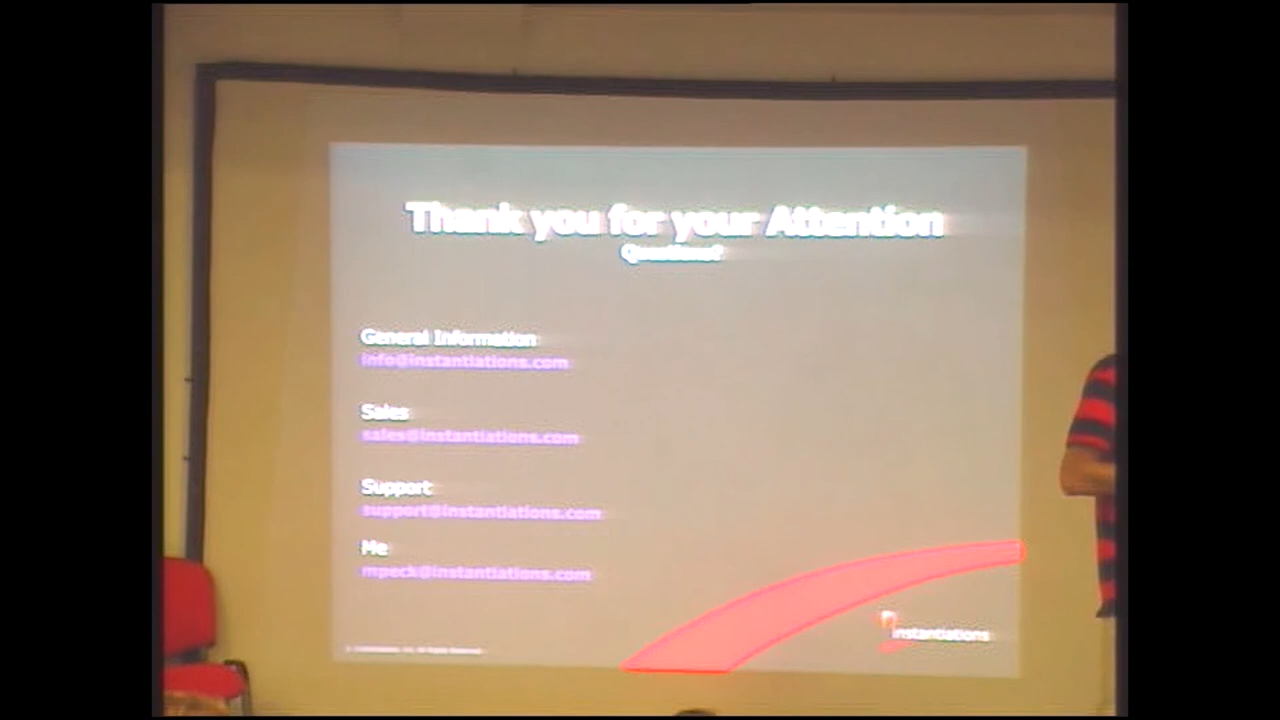 Thank you for your Attention
Questions?
General Information
info@instantiations.com
Sales
sales@instantiations.com
Support
support@instantiations.com
Me
mpeck@instantiations.com
instantiations